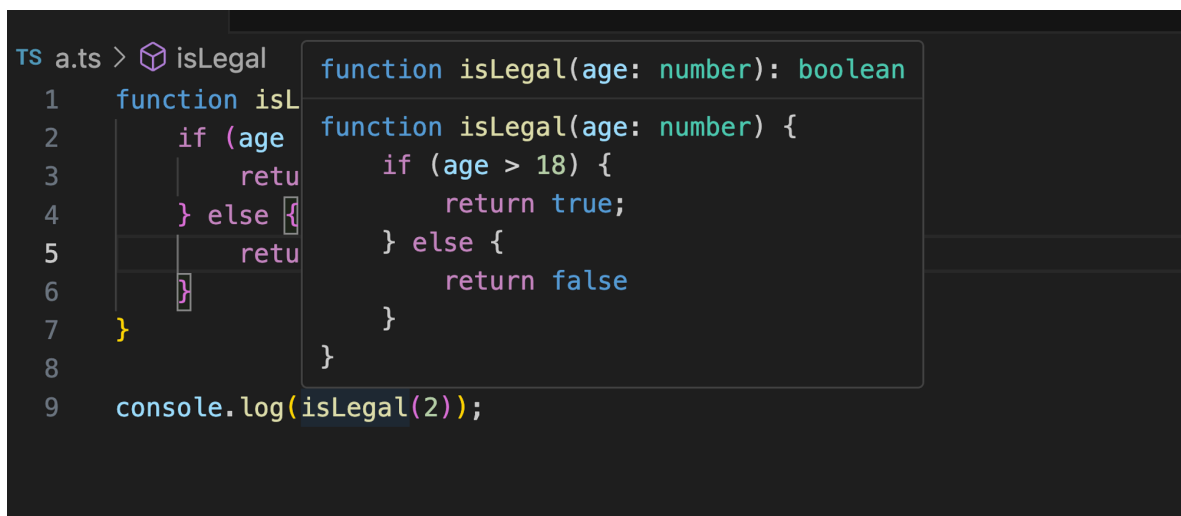 TS a.ts > isLegal
function isLegal(age: number): boolean
function isLegal(age: number) {
if (age > 18) {
return true;
} else {
return false
}
}
1 function isL
2 if (age
3 retu
4 } else {
5 retu
6 }
7 }
8
9 console.log(isLegal(2));